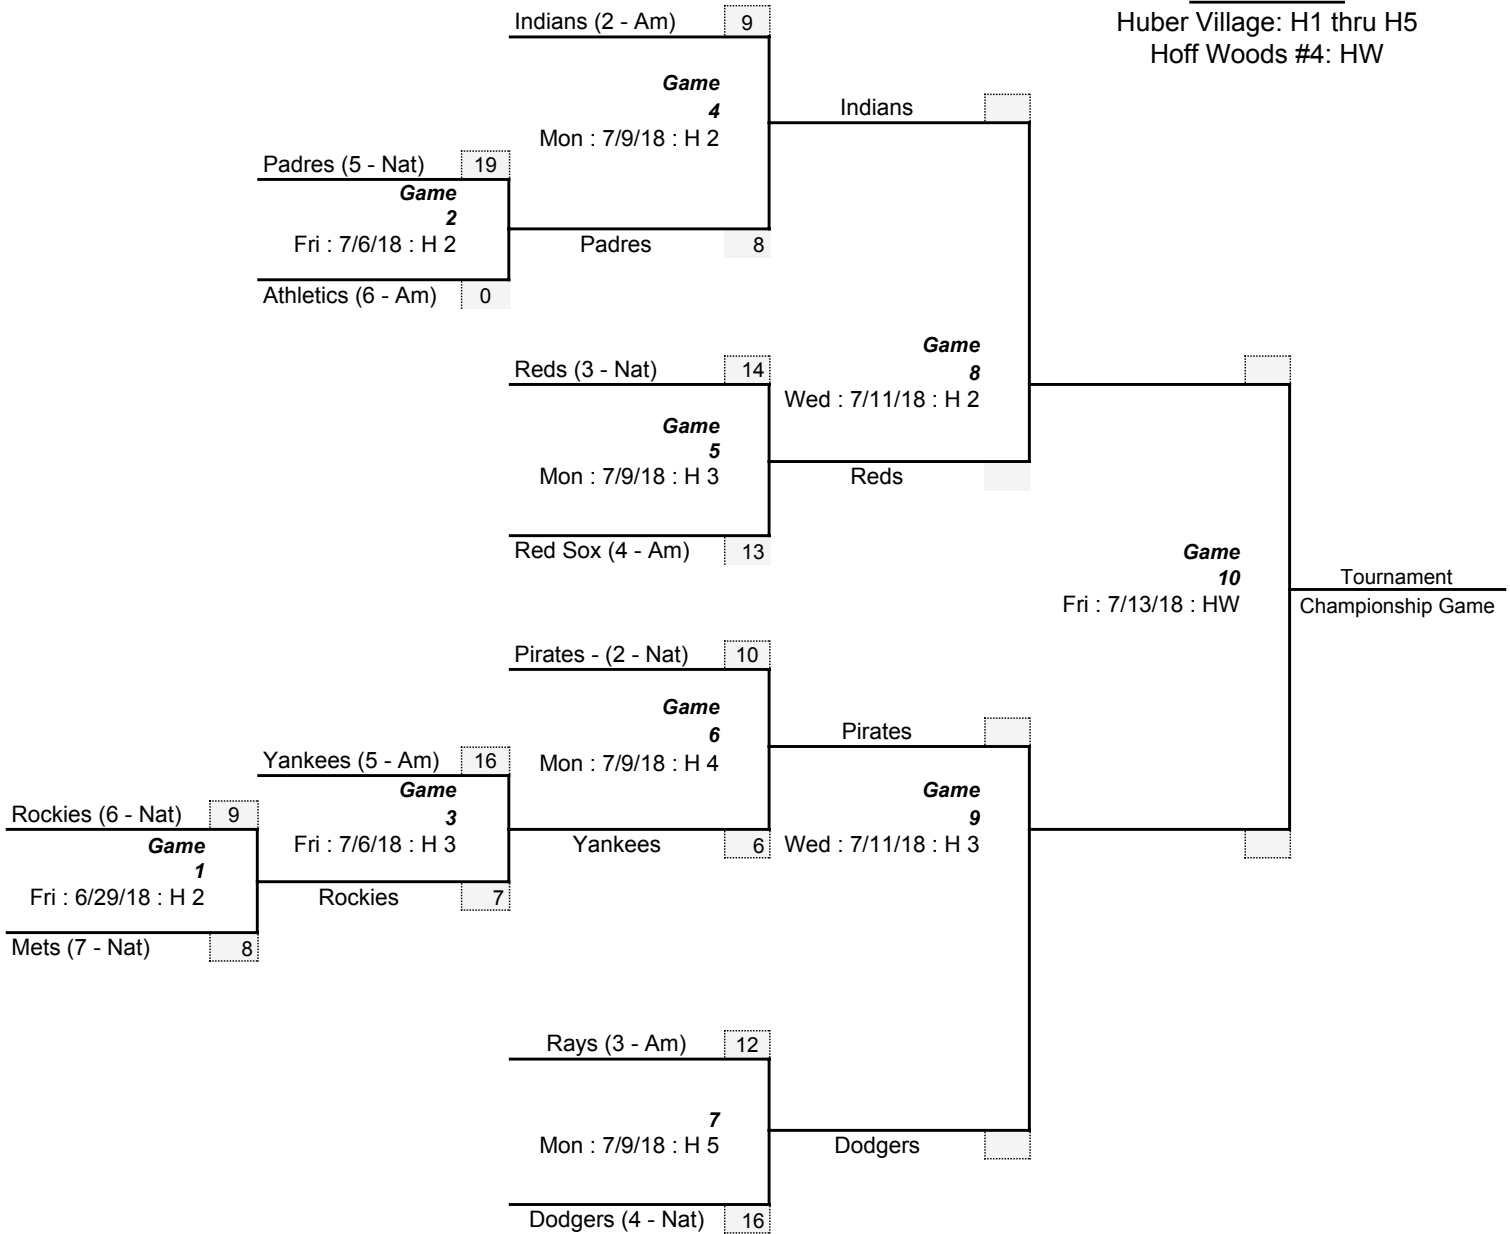 Indians (2 - Am) 9
Huber Village: H1 thru H5
Hoff Woods #4: HW
Game
4
Mon : 7/9/18 : H 2
Indians
Padres (5 - Nat) 19
Game
2
Fri : 7/6/18 : H 2
Padres 8
Athletics (6 - Am) 0
Game
8
Wed : 7/11/18 : H 2
Reds (3 - Nat) 14
Game
5
Mon : 7/9/18 : H 3
Reds
Red Sox (4 - Am) 13
Game
10
Fri : 7/13/18 : HW
Tournament
Championship Game
Pirates - (2 - Nat) 10
Game
6
Mon : 7/9/18 : H 4
Pirates
Yankees (5 - Am) 16
Game
3
Fri : 7/6/18 : H 3
Game
9
Wed : 7/11/18 : H 3
Rockies (6 - Nat) 9
Game
1
Fri : 6/29/18 : H 2
Yankees 6
Rockies 7
Mets (7 - Nat) 8
Rays (3 - Am) 12
7
Mon : 7/9/18 : H 5
Dodgers
Dodgers (4 - Nat) 16